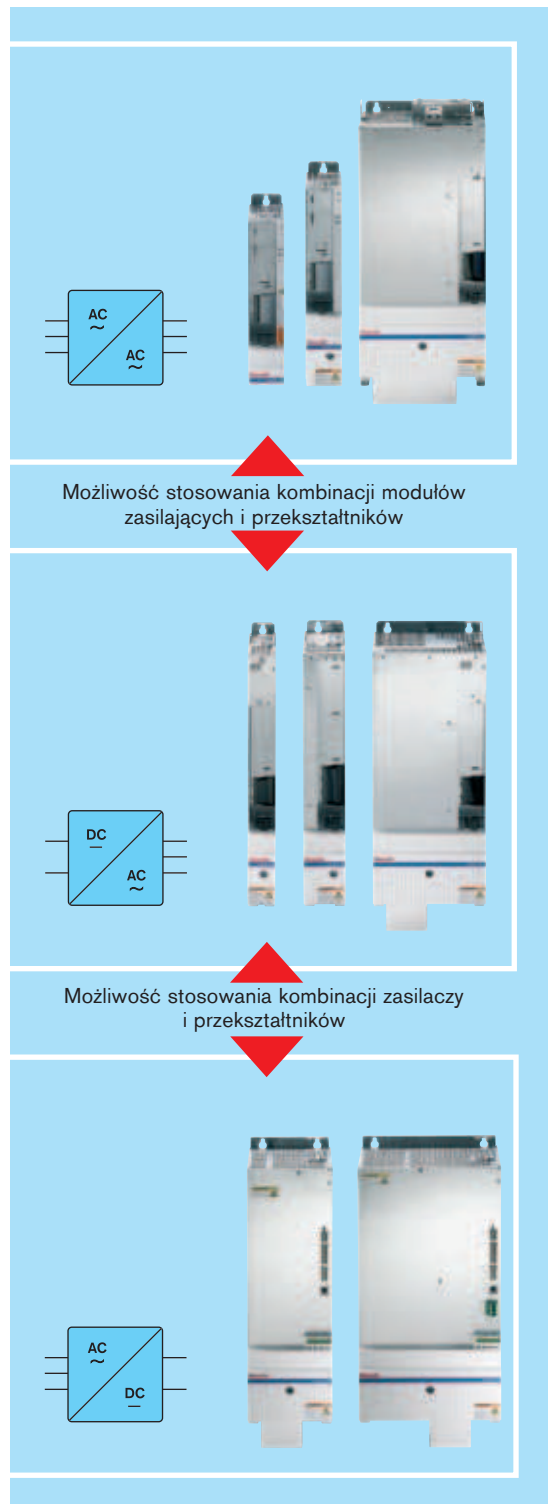 AC
~
AC
~
Możliwość stosowania kombinacji modułów
zasilających i przekształtników
DC
AC
~
Możliwość stosowania kombinacji zasilaczy
i przekształtników
AC
~
DC